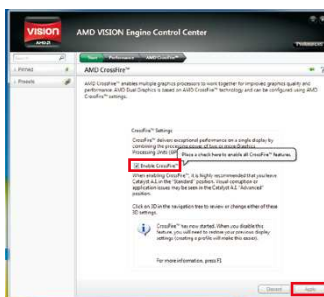 VISION
AMD
AMD VISION Engine Control Center
Preferences
Start Performance AMD CrossFire™
Pinned
Presets
AMD CrossFire™
AMD CrossFire™ enables multiple graphics processors to work together for improved graphics quality and
performance. AMD Dual Graphics is based on AMD CrossFire™ technology and can be configured using AMD
CrossFire™ settings.
CrossFire™ Settings
CrossFire™ delivers exceptional performance on a single display by
combining the processing power of two or more Graphics
Processing Units (GPU
Place a check here to enable all CrossFire™ features.
Enable CrossFire™
When enabling CrossFire™, it is highly recommended that you leave
Catalyst A.I. in the "Standard" position. Visual corruption or
application issues may be seen in the Catalyst A.I. "Advanced"
position.
Click on 3D in the navigation tree to review or change either of these
3D settings.
CrossFire™ has now started. When you disable this
feature, you will need to restore your previous display
settings (creating a profile will make this easier).
For more information, press F1
Discard Apply